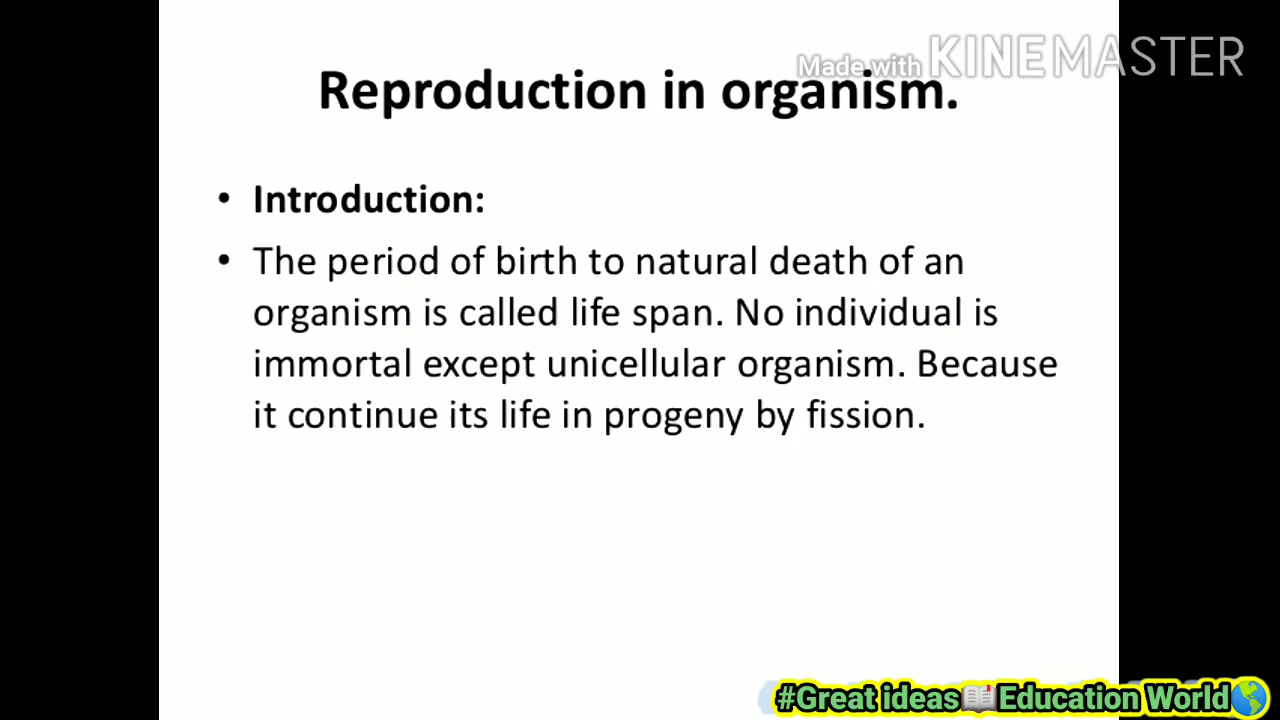 Made with KINEMASTER
Reproduction in organism.
• Introduction:
• The period of birth to natural death of an
organism is called life span. No individual is
immortal except unicellular organism. Because
it continue its life in progeny by fission.
#Great ideas📖Education World🌎